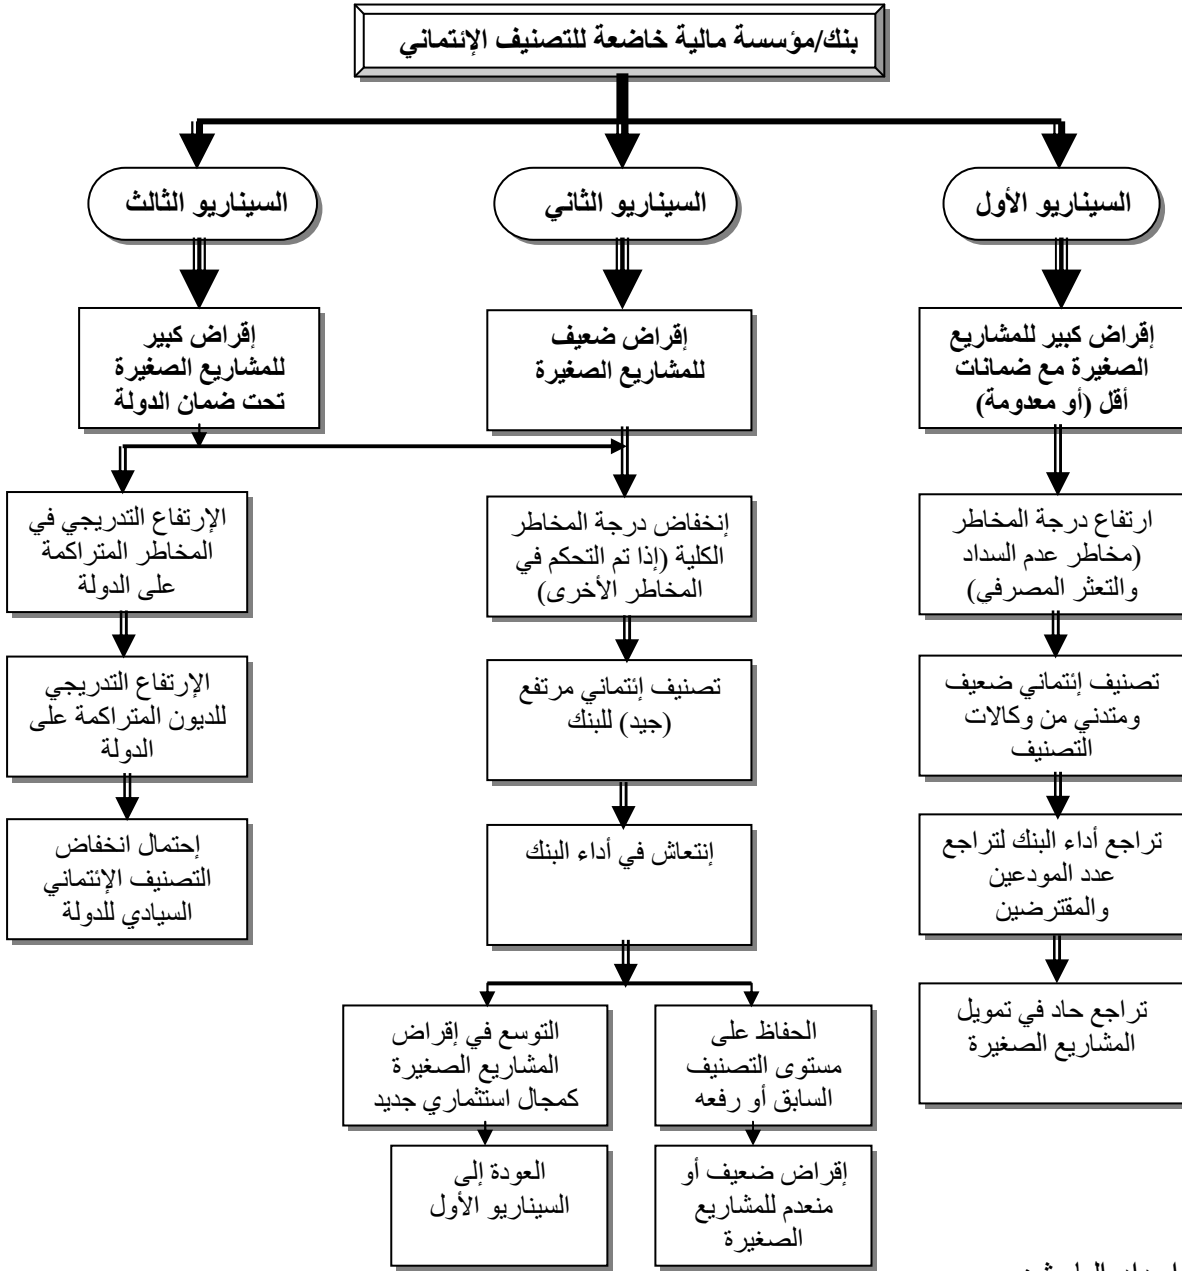 بنك/مؤسسة مالية خاضعة للتصنيف الإئتماني
السيناريو الأول
السيناريو الثاني
السيناريو الثالث
إقراض كبير للمشاريع
الصغيرة مع ضمانات
أقل (أو معدومة)
إقراض ضعيف
للمشاريع الصغيرة
إقراض كبير
للمشاريع الصغيرة
تحت ضمان الدولة
ارتفاع درجة المخاطر
(مخاطر عدم السداد
والتعثر المصرفي)
إنخفاض درجة المخاطر
الكلية (إذا تم التحكم في
المخاطر الأخرى)
الإرتفاع التدريجي في
المخاطر المتراكمة
على الدولة
تصنيف إئتماني ضعيف
ومتدني من وكالات
التصنيف
تصنيف إئتماني مرتفع
(جيد) للبنك
الإرتفاع التدريجي
للديون المتراكمة على
الدولة
تراجع أداء البنك لتراجع
عدد المودعين
والمقترضين
إنتعاش في أداء البنك
إحتمال انخفاض
التصنيف الإئتماني
السيادي للدولة
تراجع حاد في تمويل
المشاريع الصغيرة
الحفاظ على
مستوى التصنيف
السابق أو رفعه
التوسع في إقراض
المشاريع الصغيرة
كمجال استثماري جديد
إقراض ضعيف أو
منعدم للمشاريع
الصغيرة
العودة إلى
السيناريو الأول